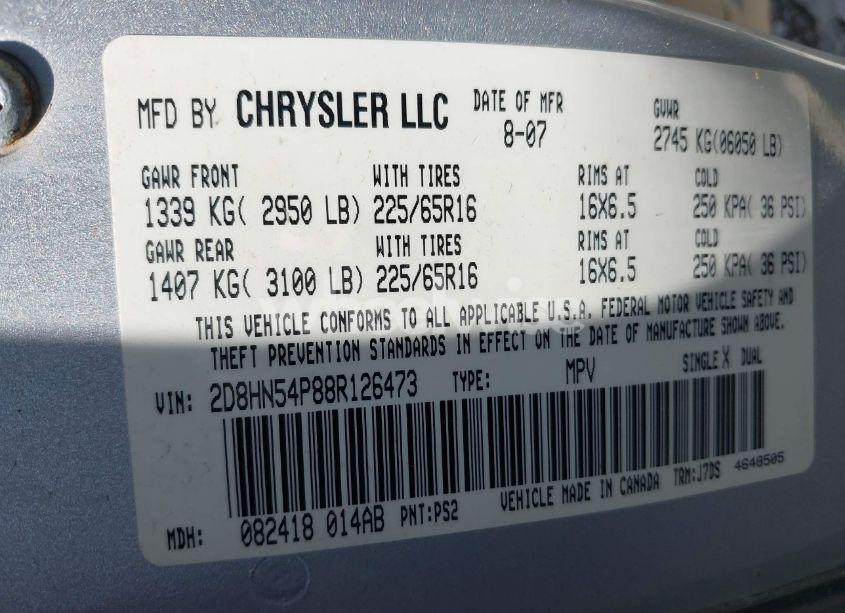 MFD BY CHRYSLER LLC DATE OF MFR 8-07 GVWR 2745 KG(06050 LB)
GAWR FRONT WITH TIRES RIMS AT COLD
1339 KG( 2950 LB) 225/65R16 16X6.5 250 KPA( 36 PSI)
GAWR REAR WITH TIRES RIMS AT COLD
1407 KG( 3100 LB) 225/65R16 16X6.5 250 KPA( 36 PSI)
THIS VEHICLE CONFORMS TO ALL APPLICABLE U.S.A. FEDERAL MOTOR VEHICLE SAFETY AND
THEFT PREVENTION STANDARDS IN EFFECT ON THE DATE OF MANUFACTURE SHOWN ABOVE.
VIN: 2D8HN54P88R126473 TYPE: MPV SINGLE X DUAL
MDH: 082418 014AB PNT:PS2 VEHICLE MADE IN CANADA TRM:J7DS 4648505